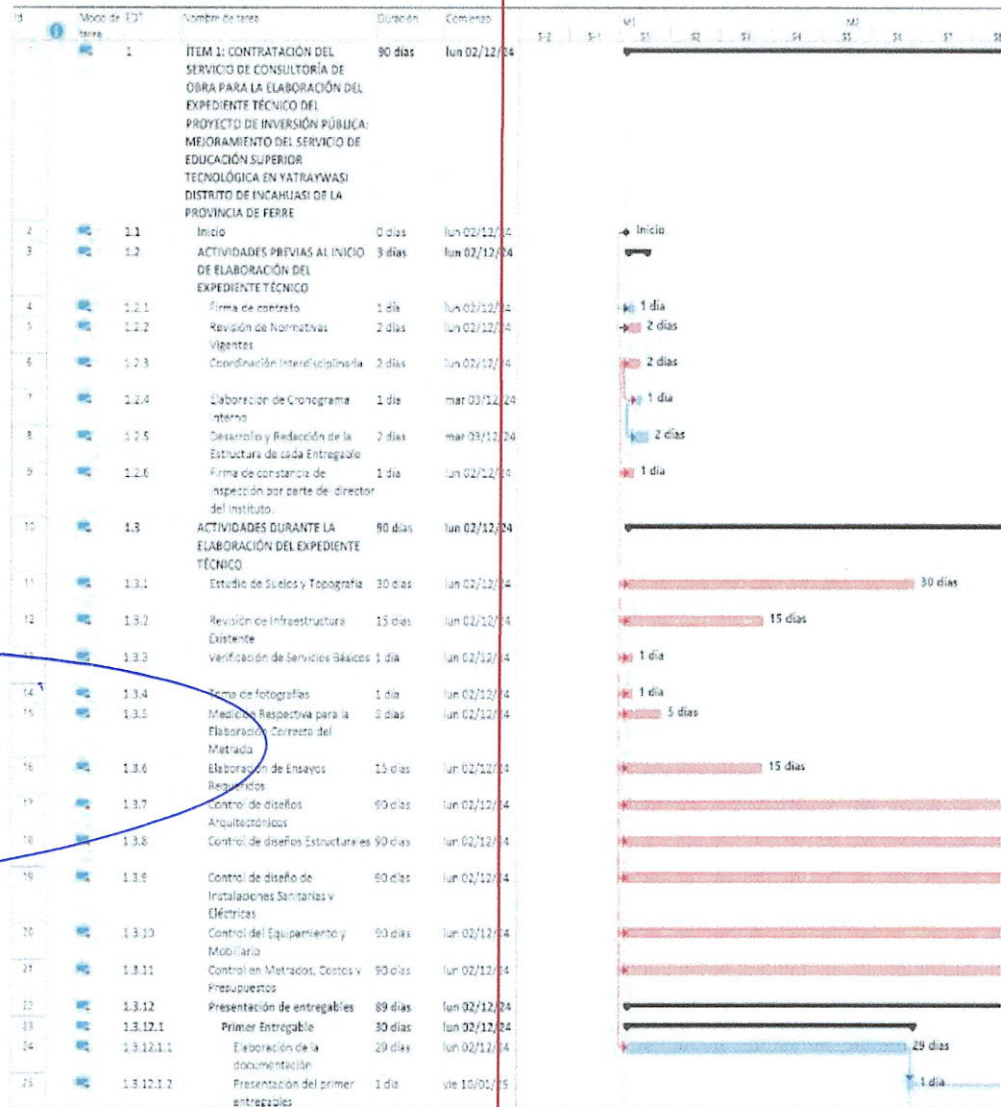 Id Modo de EDT Nombre de tarea Duración Comienzo M1 M2
tarea S-2 S-1 S1 S2 S3 S4 S5 S6 S7 S8
1 1 ÍTEM 1: CONTRATACIÓN DEL 90 días lun 02/12/24
SERVICIO DE CONSULTORÍA DE
OBRA PARA LA ELABORACIÓN DEL
EXPEDIENTE TÉCNICO DEL
PROYECTO DE INVERSIÓN PÚBLICA:
MEJORAMIENTO DEL SERVICIO DE
EDUCACIÓN SUPERIOR
TECNOLÓGICA EN YATRAYWASI
DISTRITO DE INCAHUASI DE LA
PROVINCIA DE FERRE
2 1.1 Inicio 0 días lun 02/12/24 Inicio
3 1.2 ACTIVIDADES PREVIAS AL INICIO 3 días lun 02/12/24
DE ELABORACIÓN DEL
EXPEDIENTE TÉCNICO
4 1.2.1 Firma de contrato 1 día lun 02/12/24 1 día
5 1.2.2 Revisión de Normativas 2 días lun 02/12/24 2 días
Vigentes
6 1.2.3 Coordinación Interdisciplinaria 2 días lun 02/12/24 2 días
7 1.2.4 Elaboración de Cronograma 1 día mar 03/12/24 1 día
Interno
8 1.2.5 Desarrollo y Redacción de la 2 días mar 03/12/24 2 días
Estructura de cada Entregable
9 1.2.6 Firma de constancia de 1 día lun 02/12/24 1 día
inspección por parte del director
del instituto.
10 1.3 ACTIVIDADES DURANTE LA 90 días lun 02/12/24
ELABORACIÓN DEL EXPEDIENTE
TÉCNICO
11 1.3.1 Estudio de Suelos y Topografía 30 días lun 02/12/24 30 días
12 1.3.2 Revisión de Infraestructura 15 días lun 02/12/24 15 días
Existente
13 1.3.3 Verificación de Servicios Básicos 1 día lun 02/12/24 1 día
14 1.3.4 Toma de fotografías 1 día lun 02/12/24 1 día
15 1.3.5 Medición Respectiva para la 5 días lun 02/12/24 5 días
Elaboración Correcta del
Metrado
16 1.3.6 Elaboración de Ensayos 15 días lun 02/12/24 15 días
Requeridos
17 1.3.7 Control de diseños 90 días lun 02/12/24
Arquitectónicos
18 1.3.8 Control de diseños Estructurales 90 días lun 02/12/24
19 1.3.9 Control de diseño de 90 días lun 02/12/24
Instalaciones Sanitarias y
Eléctricas
20 1.3.10 Control del Equipamiento y 90 días lun 02/12/24
Mobiliario
21 1.3.11 Control en Metrados, Costos y 90 días lun 02/12/24
Presupuestos
22 1.3.12 Presentación de entregables 89 días lun 02/12/24
23 1.3.12.1 Primer Entregable 30 días lun 02/12/24
24 1.3.12.1.1 Elaboración de la 29 días lun 02/12/24 29 días
documentación
25 1.3.12.1.2 Presentación del primer 1 día vie 10/01/25 1 día
entregables